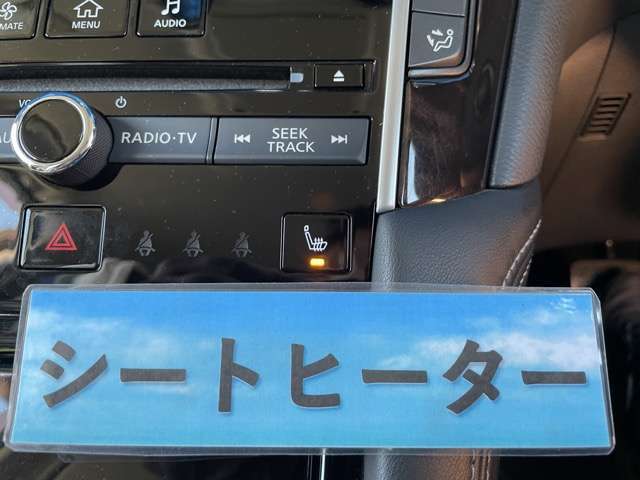 MATE
MENU
AUDIO
RADIO·TV
SEEK
TRACK
シートヒーター